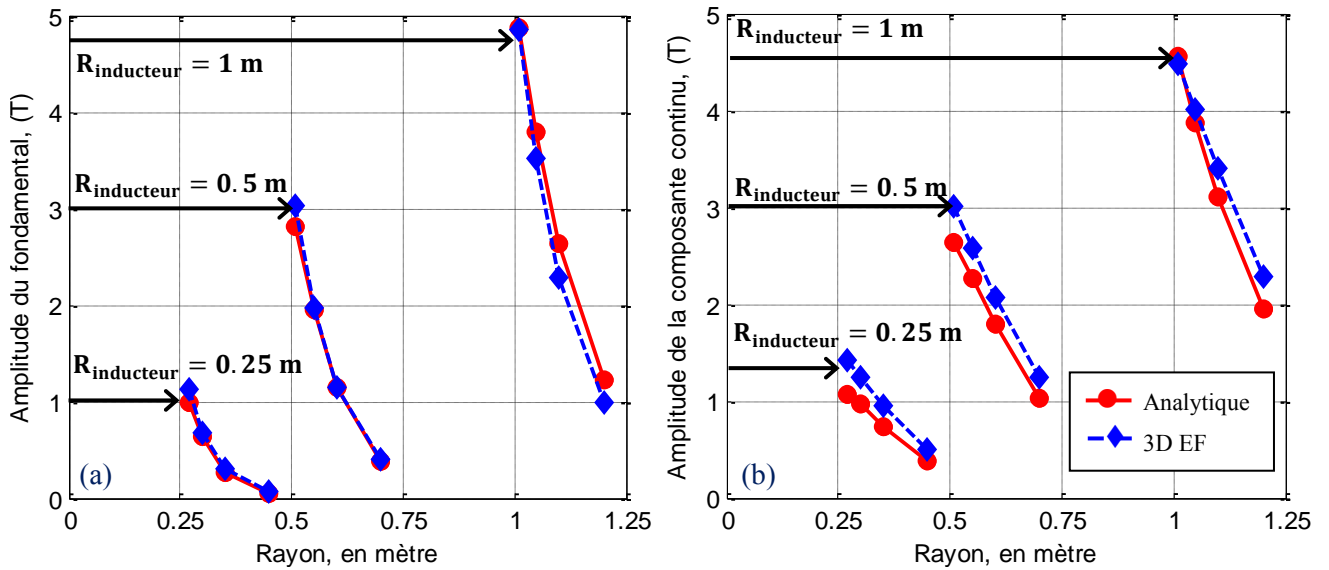 Amplitude du fondamental, (T)
5
4
3
2
1
0
R_inducteur = 1 m
R_inducteur = 0.5 m
R_inducteur = 0.25 m
(a)
0 0.25 0.5 0.75 1 1.25
Rayon, en mètre
Amplitude de la composante continu, (T)
5
4
3
2
1
0
R_inducteur = 1 m
R_inducteur = 0.5 m
R_inducteur = 0.25 m
Analytique
3D EF
(b)
0 0.25 0.5 0.75 1 1.25
Rayon, en mètre